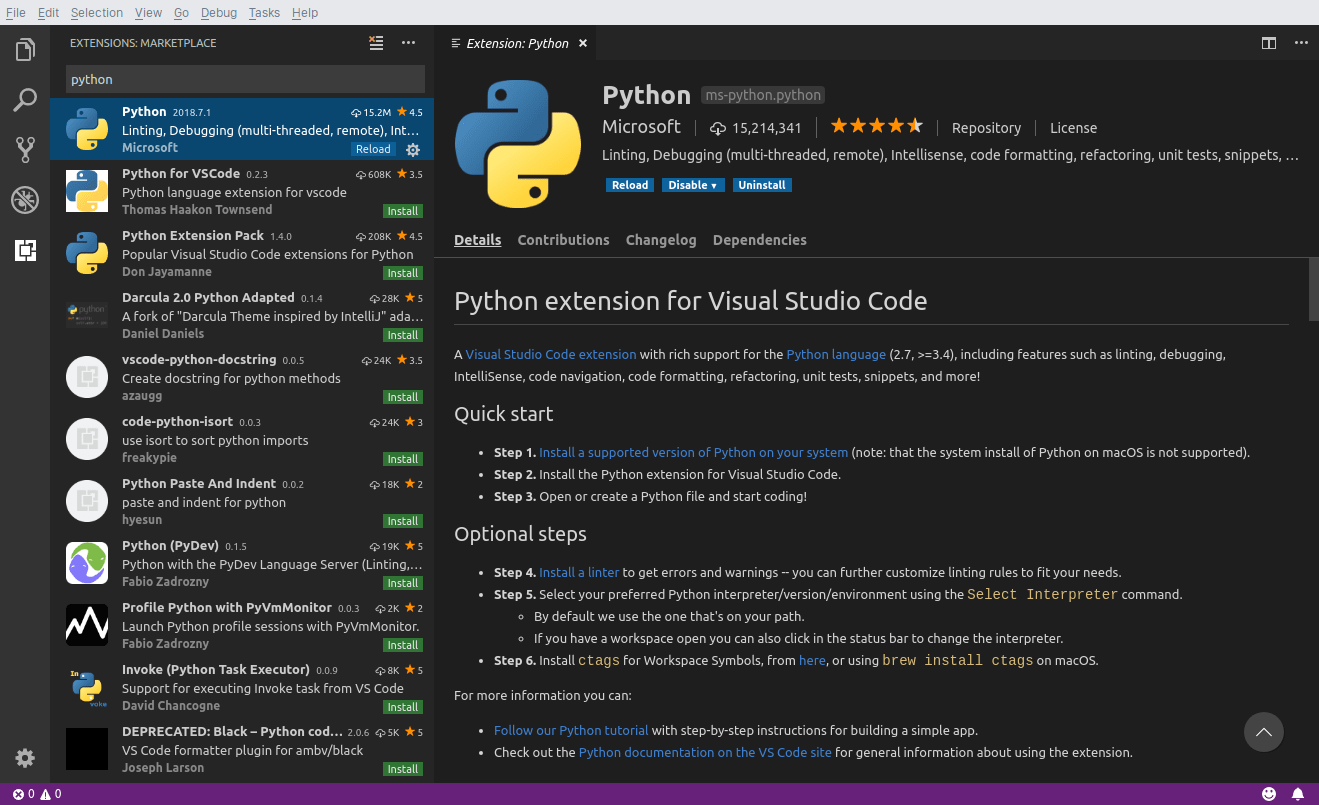 File Edit Selection View Go Debug Tasks Help
EXTENSIONS: MARKETPLACE
python
Python 2018.7.1 15.2M 4.5
Linting, Debugging (multi-threaded, remote), Int...
Microsoft Reload
Python for VSCode 0.2.3 608K 3.5
Python language extension for vscode
Thomas Haakon Townsend Install
Python Extension Pack 1.4.0 208K 4.5
Popular Visual Studio Code extensions for Python
Don Jayamanne Install
Darcula 2.0 Python Adapted 0.1.4 28K 5
A fork of "Darcula Theme inspired by IntelliJ" ada...
Daniel Daniels Install
vscode-python-docstring 0.0.5 24K 3.5
Create docstring for python methods
azaugg Install
code-python-isort 0.0.3 24K 3
use isort to sort python imports
freakypie Install
Python Paste And Indent 0.0.2 18K 2
paste and indent for python
hyesun Install
Python (PyDev) 0.1.5 19K 5
Python with the PyDev Language Server (Linting,...
Fabio Zadrozny Install
Profile Python with PyVmMonitor 0.0.3 2K 2
Launch Python profile sessions with PyVmMonitor.
Fabio Zadrozny Install
Invoke (Python Task Executor) 0.0.9 8K 5
Support for executing Invoke task from VS Code
David Chancogne Install
DEPRECATED: Black – Python cod... 2.0.6 5K 5
VS Code formatter plugin for ambv/black
Joseph Larson Install
Extension: Python
Python ms-python.python
Microsoft 15,214,341 Repository License
Linting, Debugging (multi-threaded, remote), Intellisense, code formatting, refactoring, unit tests, snippets, ...
Reload Disable Uninstall
Details Contributions Changelog Dependencies
Python extension for Visual Studio Code
A Visual Studio Code extension with rich support for the Python language (2.7, >=3.4), including features such as linting, debugging,
IntelliSense, code navigation, code formatting, refactoring, unit tests, snippets, and more!
Quick start
• Step 1. Install a supported version of Python on your system (note: that the system install of Python on macOS is not supported).
• Step 2. Install the Python extension for Visual Studio Code.
• Step 3. Open or create a Python file and start coding!
Optional steps
• Step 4. Install a linter to get errors and warnings -- you can further customize linting rules to fit your needs.
• Step 5. Select your preferred Python interpreter/version/environment using the Select Interpreter command.
◦ By default we use the one that's on your path.
◦ If you have a workspace open you can also click in the status bar to change the interpreter.
• Step 6. Install ctags for Workspace Symbols, from here, or using brew install ctags on macOS.
For more information you can:
• Follow our Python tutorial with step-by-step instructions for building a simple app.
• Check out the Python documentation on the VS Code site for general information about using the extension.
0 0